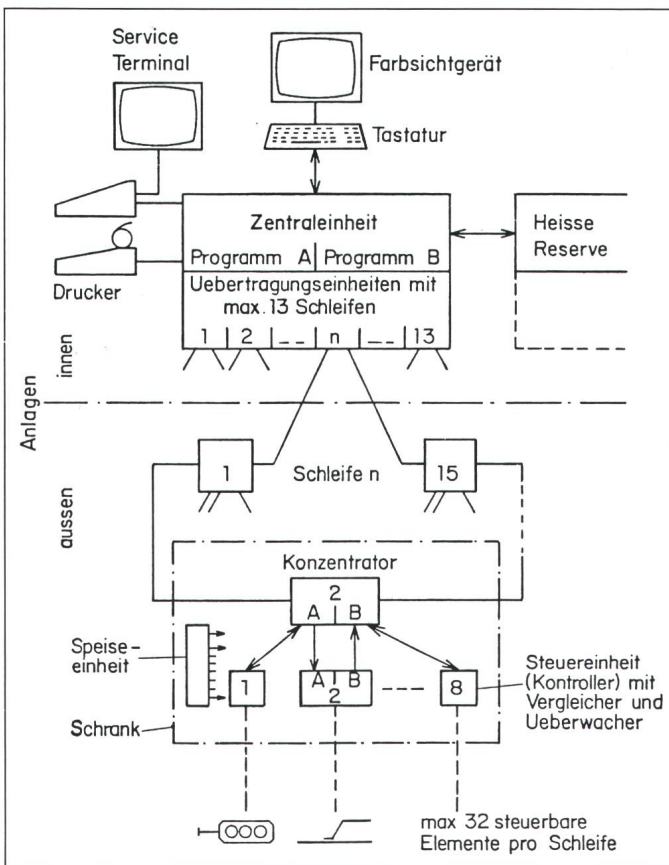 Service
Terminal
Farbsichtgerät
Tastatur
Zentraleinheit
Programm A | Programm B
Uebertragungseinheiten mit
max. 13 Schleifen
1 2 -- n -- 13
Heisse
Reserve
Drucker
Anlagen
innen
aussen
1
Schleife n
15
Konzentrator
2
A B
Speise-
einheit
1
A B
2
8
Steuereinheit
(Kontroller) mit
Vergleicher und
Ueberwacher
Schrank
max 32 steuerbare
Elemente pro Schleife